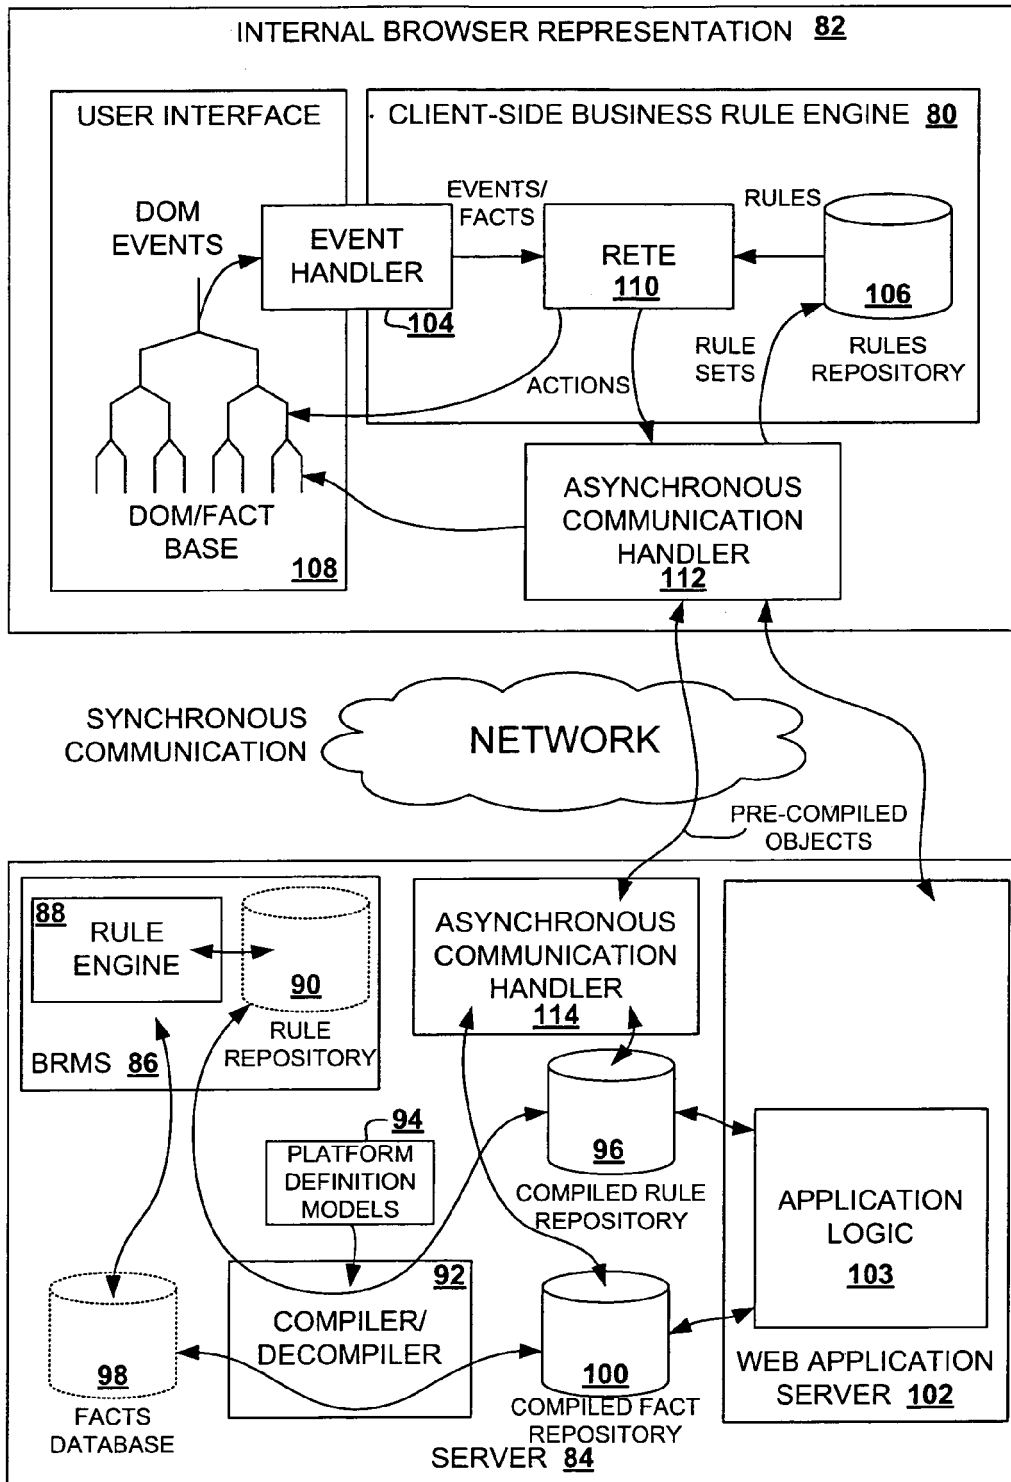 INTERNAL BROWSER REPRESENTATION 82
USER INTERFACE
CLIENT-SIDE BUSINESS RULE ENGINE 80
DOM
EVENTS
EVENT
HANDLER
104
EVENTS/
FACTS
RETE
110
RULES
106
RULES
REPOSITORY
RULE
SETS
ACTIONS
DOM/FACT
BASE
108
ASYNCHRONOUS
COMMUNICATION
HANDLER
112
SYNCHRONOUS
COMMUNICATION
NETWORK
PRE-COMPILED
OBJECTS
88
RULE
ENGINE
90
RULE
REPOSITORY
BRMS 86
ASYNCHRONOUS
COMMUNICATION
HANDLER
114
94
PLATFORM
DEFINITION
MODELS
96
COMPILED RULE
REPOSITORY
APPLICATION
LOGIC
103
92
COMPILER/
DECOMPILER
98
FACTS
DATABASE
100
COMPILED FACT
REPOSITORY
WEB APPLICATION
SERVER 102
SERVER 84